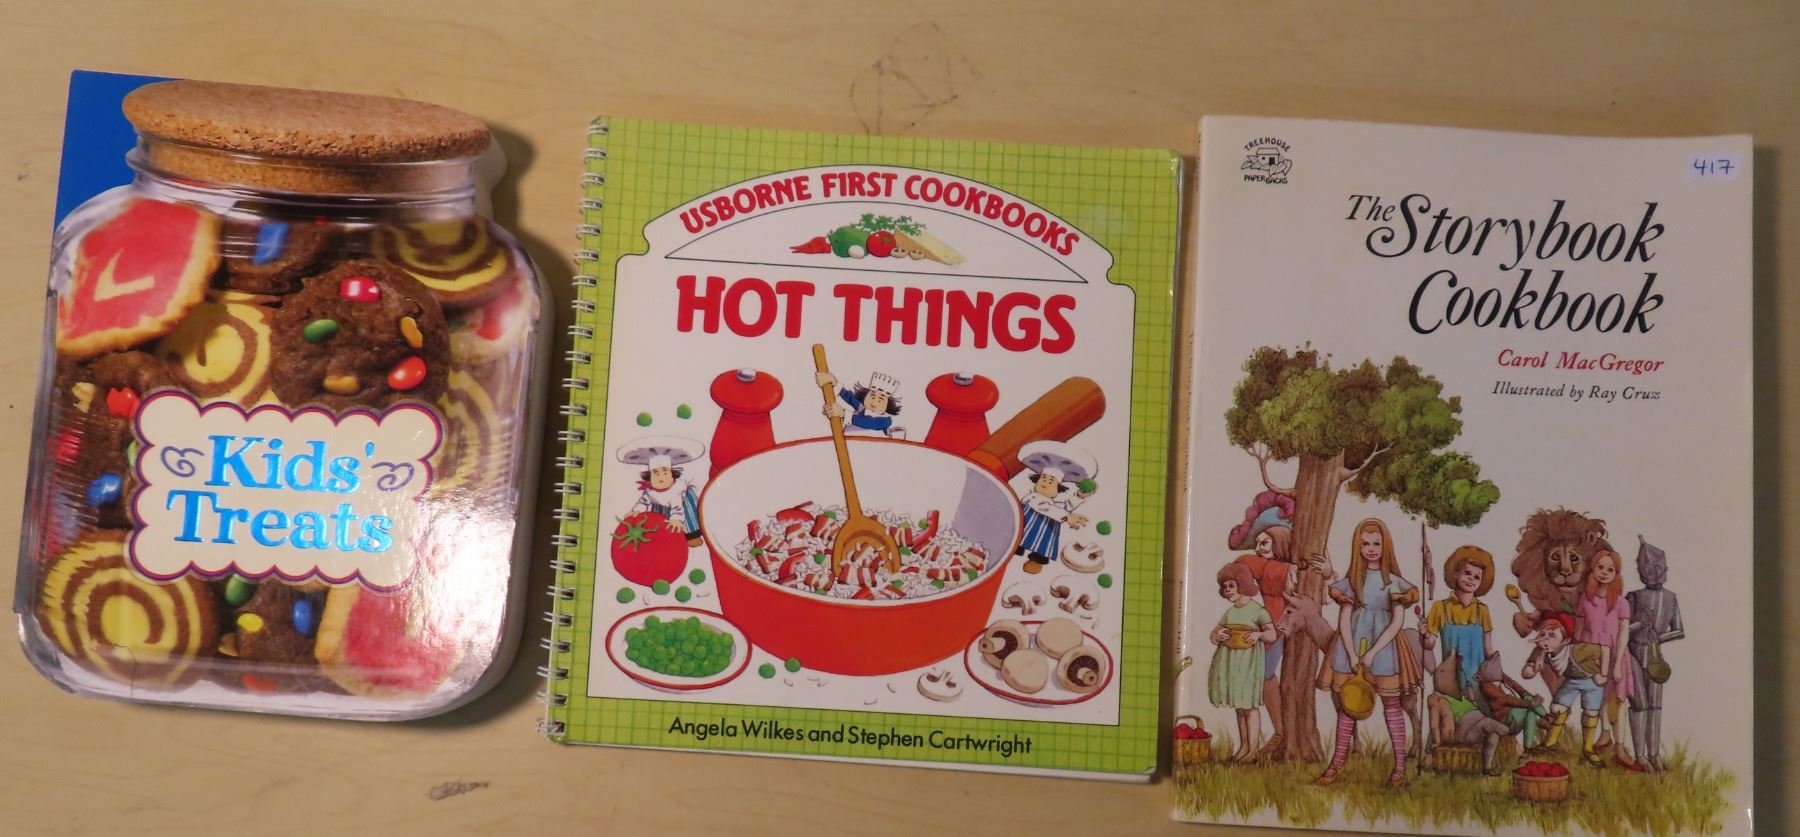 Kids'
Treats
USBORNE FIRST COOKBOOKS
HOT THINGS
Angela Wilkes and Stephen Cartwright
TREEHOUSE
PAPERBACKS
417
The Storybook
Cookbook
Carol MacGregor
Illustrated by Ray Cruz